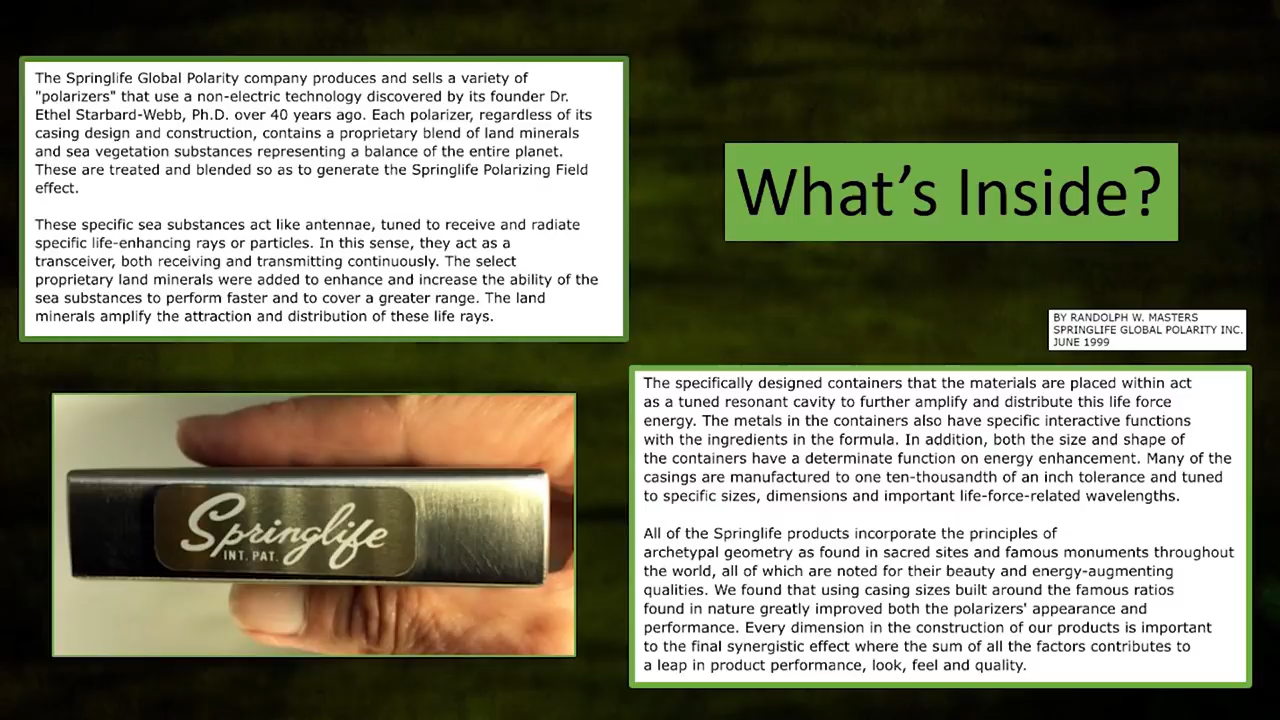 The Springlife Global Polarity company produces and sells a variety of
"polarizers" that use a non-electric technology discovered by its founder Dr.
Ethel Starbard-Webb, Ph.D. over 40 years ago. Each polarizer, regardless of its
casing design and construction, contains a proprietary blend of land minerals
and sea vegetation substances representing a balance of the entire planet.
These are treated and blended so as to generate the Springlife Polarizing Field
effect.
These specific sea substances act like antennae, tuned to receive and radiate
specific life-enhancing rays or particles. In this sense, they act as a
transceiver, both receiving and transmitting continuously. The select
proprietary land minerals were added to enhance and increase the ability of the
sea substances to perform faster and to cover a greater range. The land
minerals amplify the attraction and distribution of these life rays.
What's Inside?
BY RANDOLPH W. MASTERS
SPRINGLIFE GLOBAL POLARITY INC.
JUNE 1999
Springlife
INT. PAT.
The specifically designed containers that the materials are placed within act
as a tuned resonant cavity to further amplify and distribute this life force
energy. The metals in the containers also have specific interactive functions
with the ingredients in the formula. In addition, both the size and shape of
the containers have a determinate function on energy enhancement. Many of the
casings are manufactured to one ten-thousandth of an inch tolerance and tuned
to specific sizes, dimensions and important life-force-related wavelengths.
All of the Springlife products incorporate the principles of
archetypal geometry as found in sacred sites and famous monuments throughout
the world, all of which are noted for their beauty and energy-augmenting
qualities. We found that using casing sizes built around the famous ratios
found in nature greatly improved both the polarizers' appearance and
performance. Every dimension in the construction of our products is important
to the final synergistic effect where the sum of all the factors contributes to
a leap in product performance, look, feel and quality.